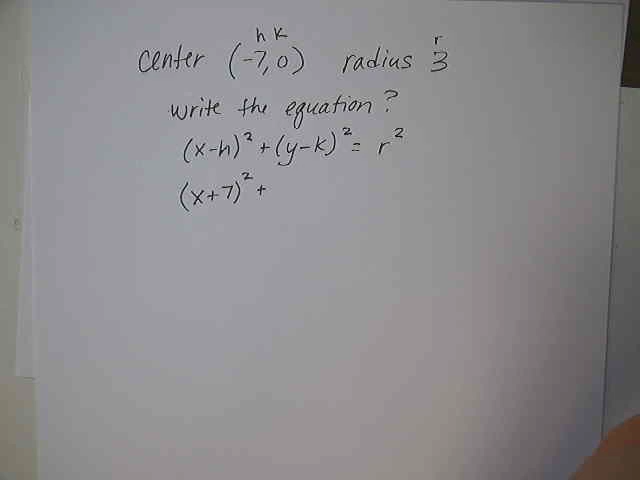 h k r
center (-7, 0) radius 3
write the equation?
(x-h)² + (y-k)² = r²
(x+7)² +